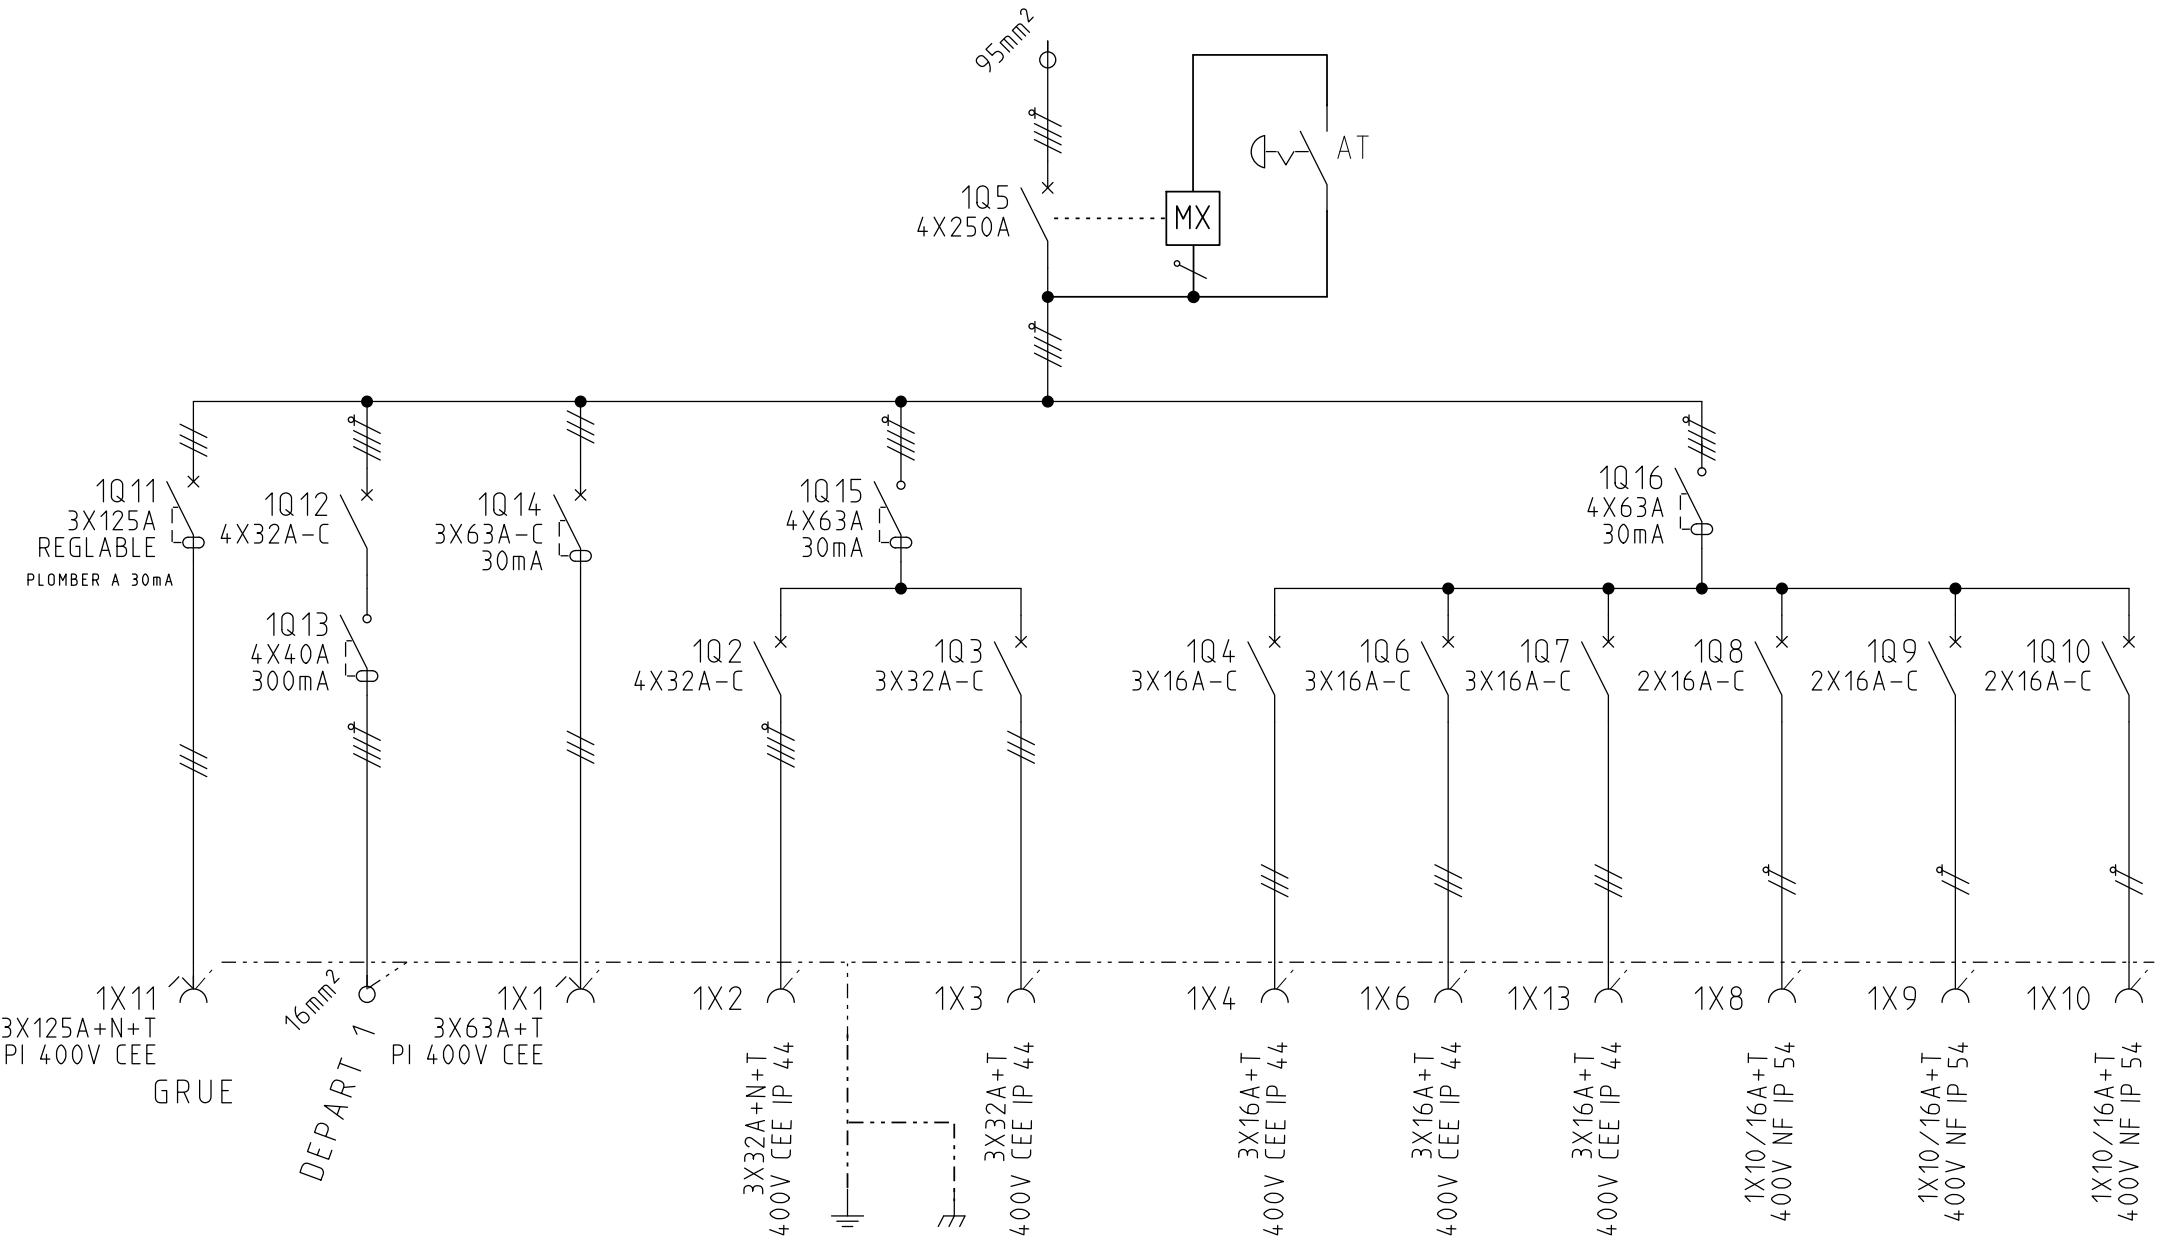 95mm²
AT
1Q5
4X250A
MX
1Q11
3X125A
REGLABLE
PLOMBER A 30mA
1Q12
4X32A-C
1Q13
4X40A
300mA
1Q14
3X63A-C
30mA
1Q15
4X63A
30mA
1Q16
4X63A
30mA
1Q2
4X32A-C
1Q3
3X32A-C
1Q4
3X16A-C
1Q6
3X16A-C
1Q7
3X16A-C
1Q8
2X16A-C
1Q9
2X16A-C
1Q10
2X16A-C
1X11
3X125A+N+T
PI 400V CEE
GRUE
16mm²
DEPART 1
1X1
3X63A+T
PI 400V CEE
1X2
3X32A+N+T
400V CEE IP 44
1X3
3X32A+T
400V CEE IP 44
1X4
3X16A+T
400V CEE IP 44
1X6
3X16A+T
400V CEE IP 44
1X13
3X16A+T
400V CEE IP 44
1X8
1X10/16A+T
400V NF IP 54
1X9
1X10/16A+T
400V NF IP 54
1X10
1X10/16A+T
400V NF IP 54